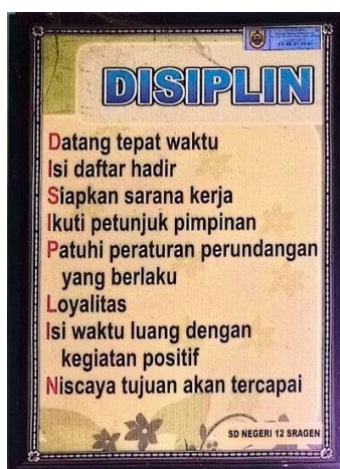 DISIPLIN
Datang tepat waktu
Isi daftar hadir
Siapkan sarana kerja
Ikuti petunjuk pimpinan
Patuhi peraturan perundangan
yang berlaku
Loyalitas
Isi waktu luang dengan
kegiatan positif
Niscaya tujuan akan tercapai
SD NEGERI 12 SRAGEN